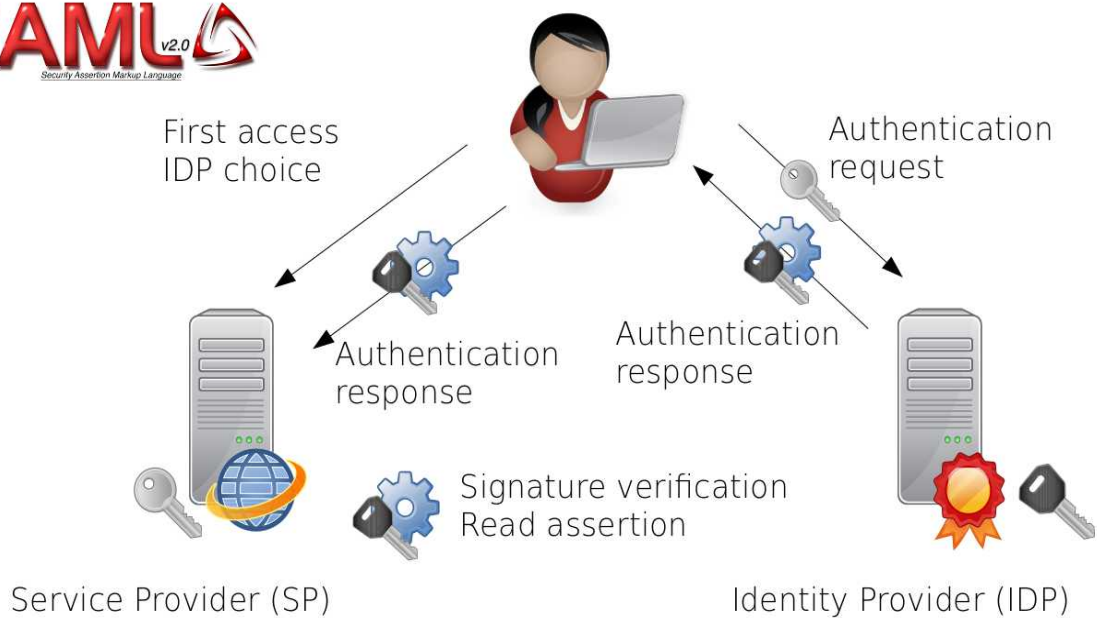 AML v2.0
Security Assertion Markup Language
First access
IDP choice
Authentication
request
Authentication
response
Authentication
response
Signature verification
Read assertion
Service Provider (SP)
Identity Provider (IDP)